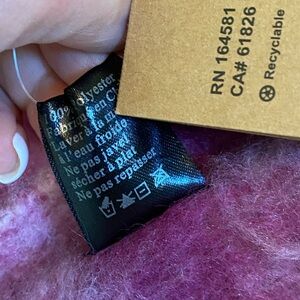 RN 164581
CA# 61826
Recyclable
100% polyester
Fabriqué en
Laver à la
à l'eau froide
Ne pas
sécher à plat
Ne pas repasser